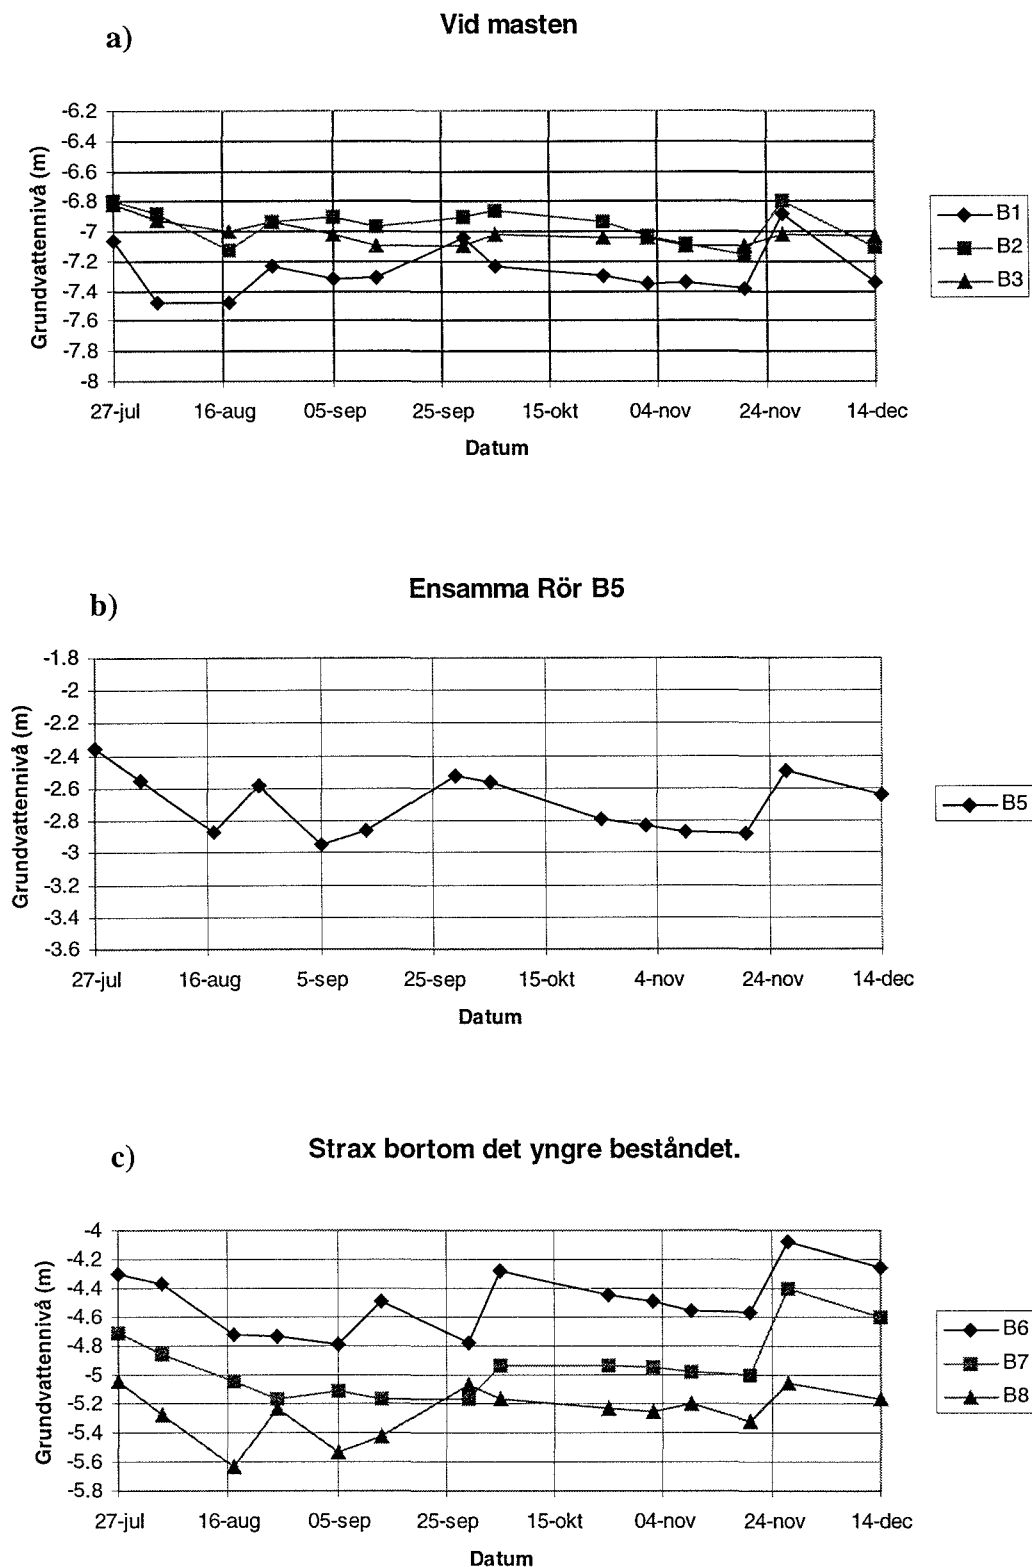 a)
Vid masten
Grundvattennivå (m)
-6.2
-6.4
-6.6
-6.8
-7
-7.2
-7.4
-7.6
-7.8
-8
27-jul 16-aug 05-sep 25-sep 15-okt 04-nov 24-nov 14-dec
Datum
B1
B2
B3
b)
Ensamma Rör B5
Grundvattennivå (m)
-1.8
-2
-2.2
-2.4
-2.6
-2.8
-3
-3.2
-3.4
-3.6
27-jul 16-aug 5-sep 25-sep 15-okt 4-nov 24-nov 14-dec
Datum
B5
c)
Strax bortom det yngre beståndet.
Grundvattennivå (m)
-4
-4.2
-4.4
-4.6
-4.8
-5
-5.2
-5.4
-5.6
-5.8
27-jul 16-aug 05-sep 25-sep 15-okt 04-nov 24-nov 14-dec
Datum
B6
B7
B8